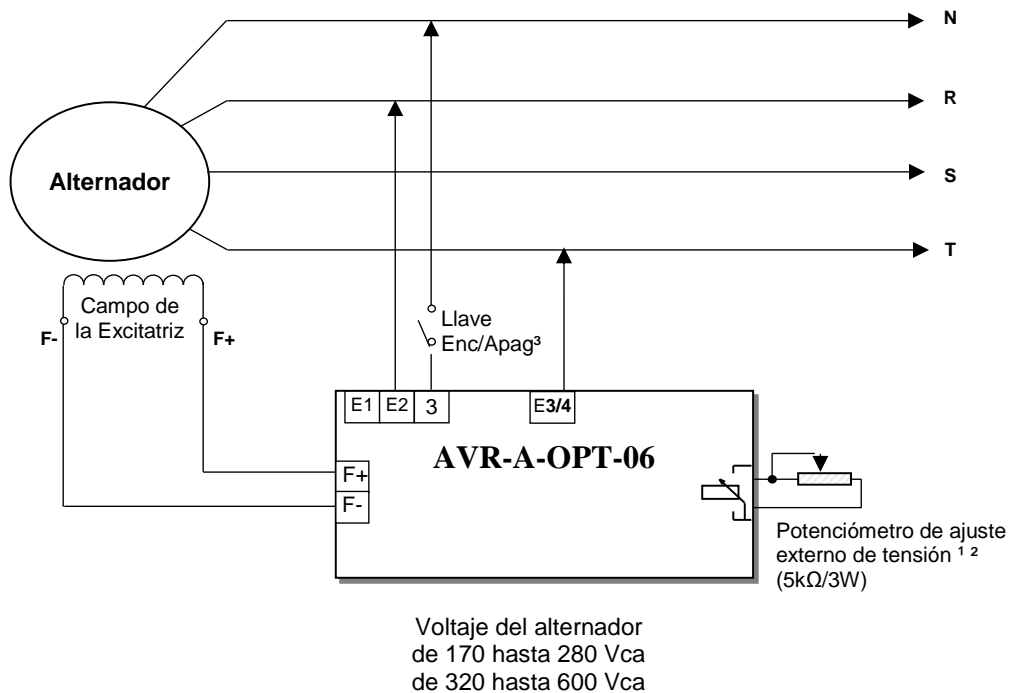 N
R
Alternador
S
T
Campo de
la Excitatriz
F-
F+
Llave
Enc/Apag³
E1 E2 3 E3/4
AVR-A-OPT-06
F+
F-
Potenciómetro de ajuste
externo de tensión ¹ ²
(5kΩ/3W)
Voltaje del alternador
de 170 hasta 280 Vca
de 320 hasta 600 Vca